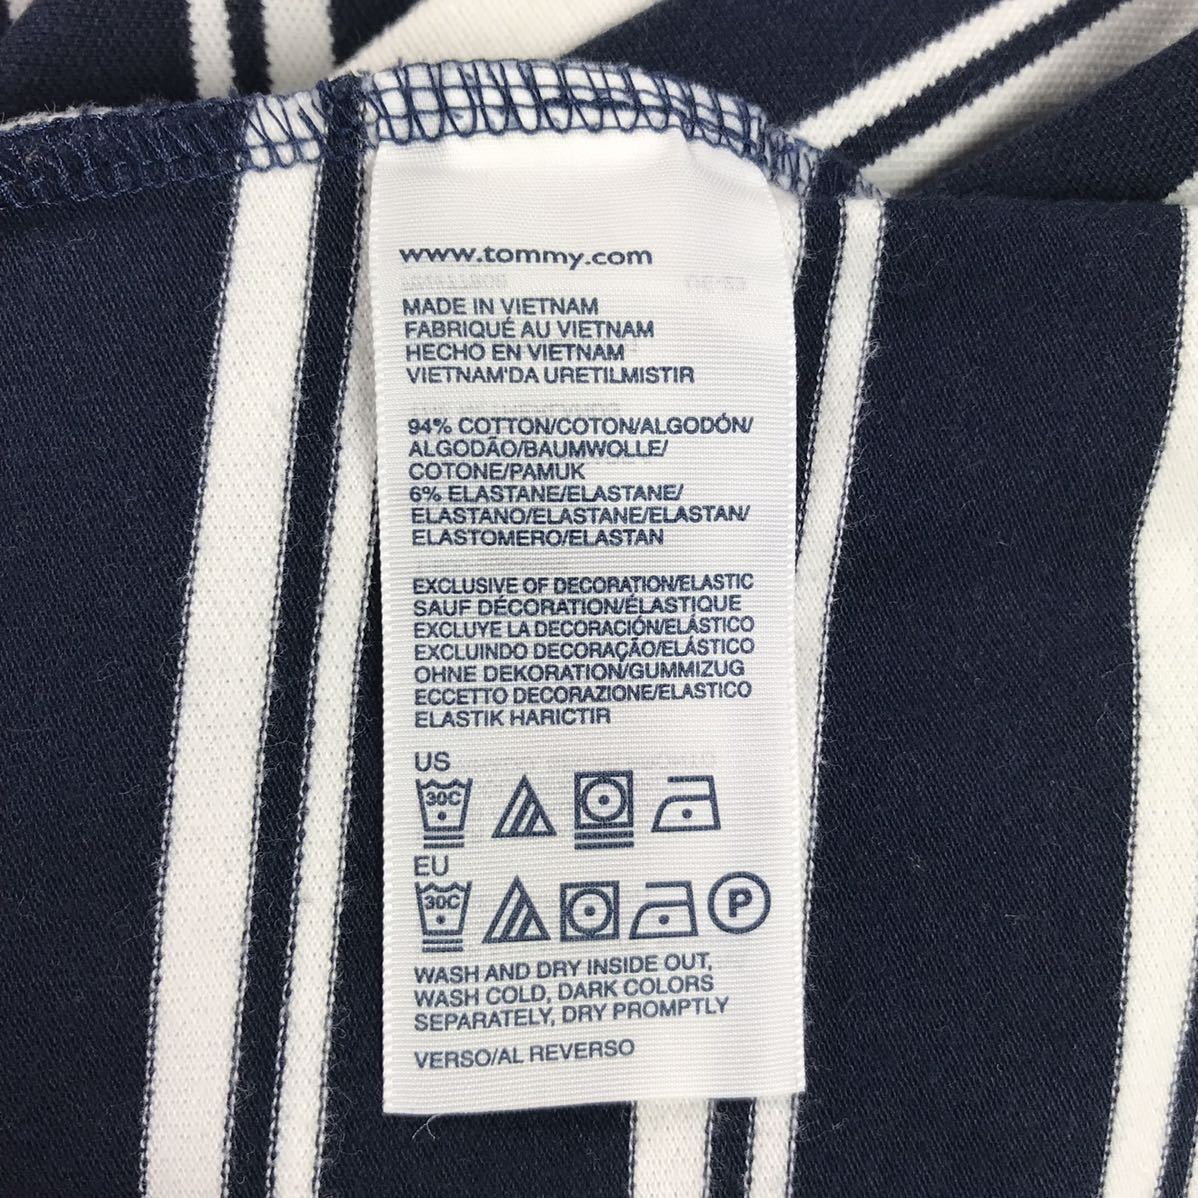 www.tommy.com
MADE IN VIETNAM
FABRIQUÉ AU VIETNAM
HECHO EN VIETNAM
VIETNAM'DA URETILMISTIR
94% COTTON/COTON/ALGODÓN/
ALGODÃO/BAUMWOLLE/
COTONE/PAMUK
6% ELASTANE/ELASTANE/
ELASTANO/ELASTANE/ELASTAN/
ELASTOMERO/ELASTAN
EXCLUSIVE OF DECORATION/ELASTIC
SAUF DÉCORATION/ÉLASTIQUE
EXCLUYE LA DECORACIÓN/ELÁSTICO
EXCLUINDO DECORAÇÃO/ELÁSTICO
OHNE DEKORATION/GUMMIZUG
ECCETTO DECORAZIONE/ELASTICO
ELASTIK HARICTIR
US
30C
EU
30C P
WASH AND DRY INSIDE OUT,
WASH COLD, DARK COLORS
SEPARATELY, DRY PROMPTLY
VERSO/AL REVERSO